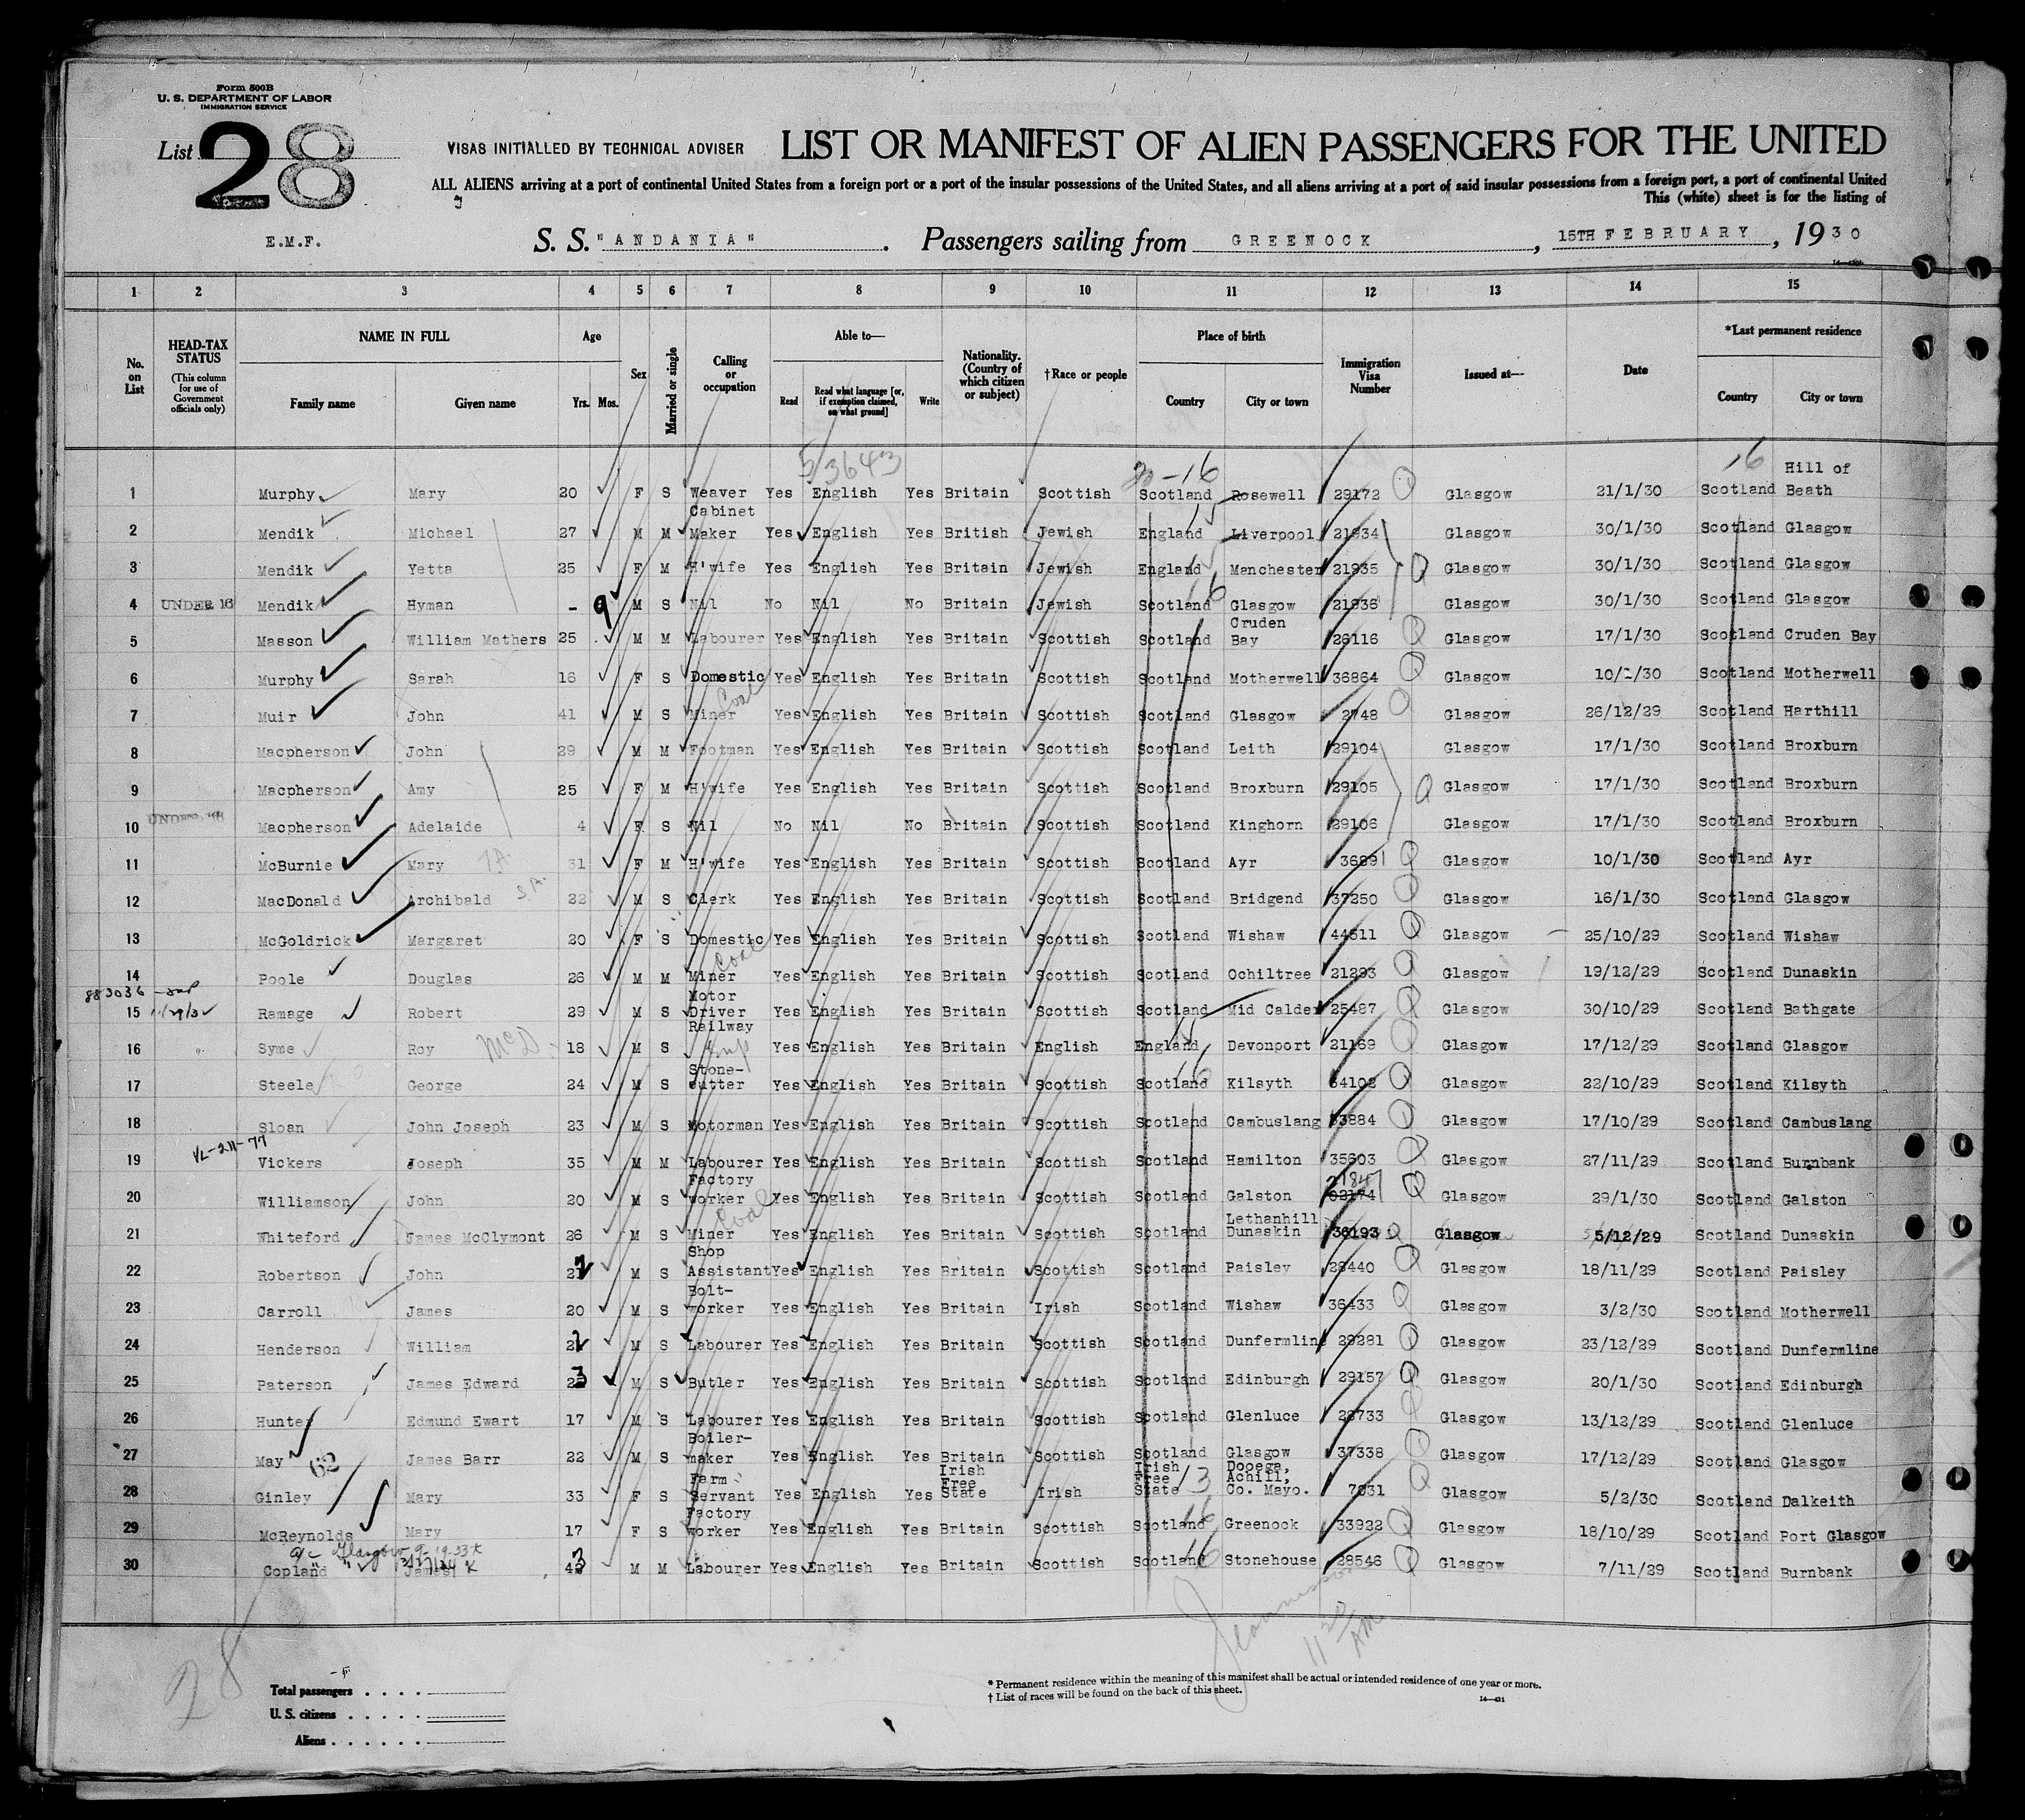 Form 500B
U. S. DEPARTMENT OF LABOR
IMMIGRATION SERVICE
List 28
VISAS INITIALLED BY TECHNICAL ADVISER
LIST OR MANIFEST OF ALIEN PASSENGERS FOR THE UNITED
ALL ALIENS arriving at a port of continental United States from a foreign port or a port of the insular possessions of the United States, and all aliens arriving at a port of said insular possessions from a foreign port, a port of continental United
This (white) sheet is for the listing of
E.M.F. S. S. "ANDANIA" . Passengers sailing from GREENOCK , 15TH FEBRUARY , 19 30
1 2 3 4 5 6 7 8 9 10 11 12 13 14 15
No. on List
HEAD-TAX STATUS
(This column for use of Government officials only)
NAME IN FULL
Family name Given name
Age
Yrs. Mos.
Sex
Married or single
Calling or occupation
Able to—
Read
Read what language [or, if exemption claimed, on what ground]
Write
Nationality. (Country of which citizen or subject)
† Race or people
Place of birth
Country City or town
Immigration Visa Number
Issued at—
Date
*Last permanent residence
Country City or town
53643 16 16
1 Murphy Mary 20 F S Weaver Yes English Yes Britain Scottish Scotland Rosewell 29172 Glasgow 21/1/30 Scotland Hill of Beath
2 Mendik Michael 27 M M Cabinet Maker Yes English Yes British Jewish England Liverpool 21934 Glasgow 30/1/30 Scotland Glasgow
3 Mendik Yetta 25 F M H'wife Yes English Yes Britain Jewish England Manchester 21935 Glasgow 30/1/30 Scotland Glasgow
4 UNDER 16 Mendik Hyman - 9 M S Nil No Nil No Britain Jewish Scotland Glasgow 21936 Glasgow 30/1/30 Scotland Glasgow
5 Masson William Mathers 25 M M Labourer Yes English Yes Britain Scottish Scotland Cruden Bay 26116 Glasgow 17/1/30 Scotland Cruden Bay
6 Murphy Sarah 16 F S Domestic Yes English Yes Britain Scottish Scotland Motherwell 36864 Glasgow 10/1/30 Scotland Motherwell
7 Muir John 41 M S Coal Miner Yes English Yes Britain Scottish Scotland Glasgow 2748 Glasgow 26/12/29 Scotland Harthill
8 Macpherson John 29 M M Footman Yes English Yes Britain Scottish Scotland Leith 29104 Glasgow 17/1/30 Scotland Broxburn
9 Macpherson Amy 25 F M H'wife Yes English Yes Britain Scottish Scotland Broxburn 29105 Glasgow 17/1/30 Scotland Broxburn
10 UNDER 16 Macpherson Adelaide 4 F S Nil No Nil No Britain Scottish Scotland Kinghorn 29106 Glasgow 17/1/30 Scotland Broxburn
11 McBurnie Mary 31 F M H'wife Yes English Yes Britain Scottish Scotland Ayr 36891 Glasgow 10/1/30 Scotland Ayr
12 MacDonald Archibald 22 M S Clerk Yes English Yes Britain Scottish Scotland Bridgend 37250 Glasgow 16/1/30 Scotland Glasgow
13 McGoldrick Margaret 20 F S Domestic Yes English Yes Britain Scottish Scotland Wishaw 44511 Glasgow 25/10/29 Scotland Wishaw
14 Poole Douglas 26 M M Coal Miner Yes English Yes Britain Scottish Scotland Ochiltree 21293 Glasgow 19/12/29 Scotland Dunaskin
883036
15 Ramage Robert 29 M S Motor Driver Yes English Yes Britain Scottish Scotland Mid Calder 25487 Glasgow 30/10/29 Scotland Bathgate
16 Syme Roy McD. 18 M S Railway Emp Yes English Yes Britain English England Devonport 21169 Glasgow 17/12/29 Scotland Glasgow
17 Steele George 24 M S Stone-cutter Yes English Yes Britain Scottish Scotland Kilsyth 54102 Glasgow 22/10/29 Scotland Kilsyth
18 Sloan John Joseph 23 M S Motorman Yes English Yes Britain Scottish Scotland Cambuslang 33884 Glasgow 17/10/29 Scotland Cambuslang
VL-211-77
19 Vickers Joseph 35 M M Labourer Yes English Yes Britain Scottish Scotland Hamilton 35603 Glasgow 27/11/29 Scotland Burnbank
20 Williamson John 20 M S Factory worker Yes English Yes Britain Scottish Scotland Galston Glasgow 29/1/30 Scotland Galston
21 Whiteford James McClymont 26 M S Coal Miner Yes English Yes Britain Scottish Scotland Lethanhill Dunaskin 36193 Glasgow 5/12/29 Scotland Dunaskin
22 Robertson John 22 M S Shop Assistant Yes English Yes Britain Scottish Scotland Paisley 28440 Glasgow 18/11/29 Scotland Paisley
23 Carroll James 20 M S Bolt-worker Yes English Yes Britain Irish Scotland Wishaw 36433 Glasgow 3/2/30 Scotland Motherwell
24 Henderson William 22 M S Labourer Yes English Yes Britain Scottish Scotland Dunfermline 29281 Glasgow 23/12/29 Scotland Dunfermline
25 Paterson James Edward 23 M S Butler Yes English Yes Britain Scottish Scotland Edinburgh 29157 Glasgow 20/1/30 Scotland Edinburgh
26 Hunter Edmund Ewart 17 M S Labourer Yes English Yes Britain Scottish Scotland Glenluce 28733 Glasgow 13/12/29 Scotland Glenluce
27 May James Barr 22 M S Boiler-maker Yes English Yes Britain Scottish Scotland Glasgow 37338 Glasgow 17/12/29 Scotland Glasgow
28 Ginley Mary 33 F S Farm Servant Yes English Yes Irish Free State Irish Irish Free State Dooega, Achill, Co. Mayo. 7031 Glasgow 5/2/30 Scotland Dalkeith
29 McReynolds Mary 17 F S Factory worker Yes English Yes Britain Scottish Scotland Greenock 33922 Glasgow 18/10/29 Scotland Port Glasgow
30 Copland James 43 M M Labourer Yes English Yes Britain Scottish Scotland Stonehouse 28546 Glasgow 7/11/29 Scotland Burnbank
28
Total passengers
U. S. citizens
Aliens
* Permanent residence within the meaning of this manifest shall be actual or intended residence of one year or more.
† List of races will be found on the back of this sheet.